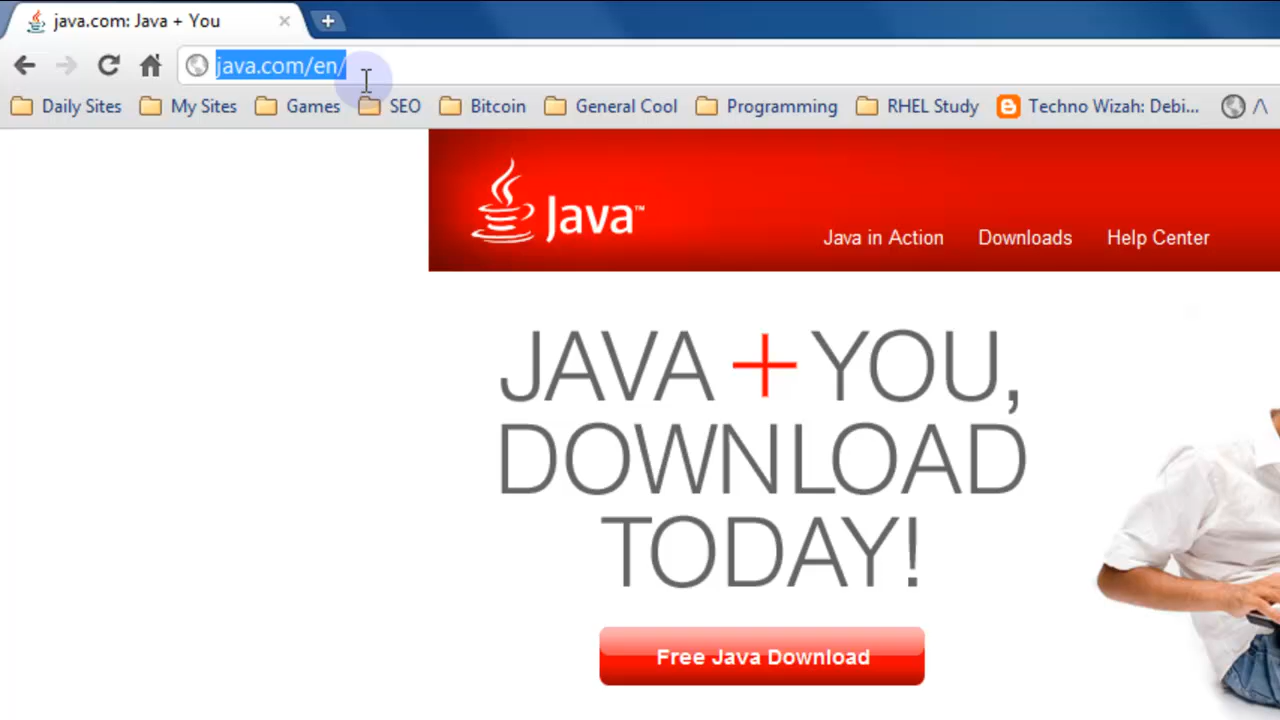 java.com: Java + You
java.com/en/
Daily Sites My Sites Games SEO Bitcoin General Cool Programming RHEL Study Techno Wizah: Debi...
Java™
Java in Action Downloads Help Center
JAVA + YOU,
DOWNLOAD
TODAY!
Free Java Download